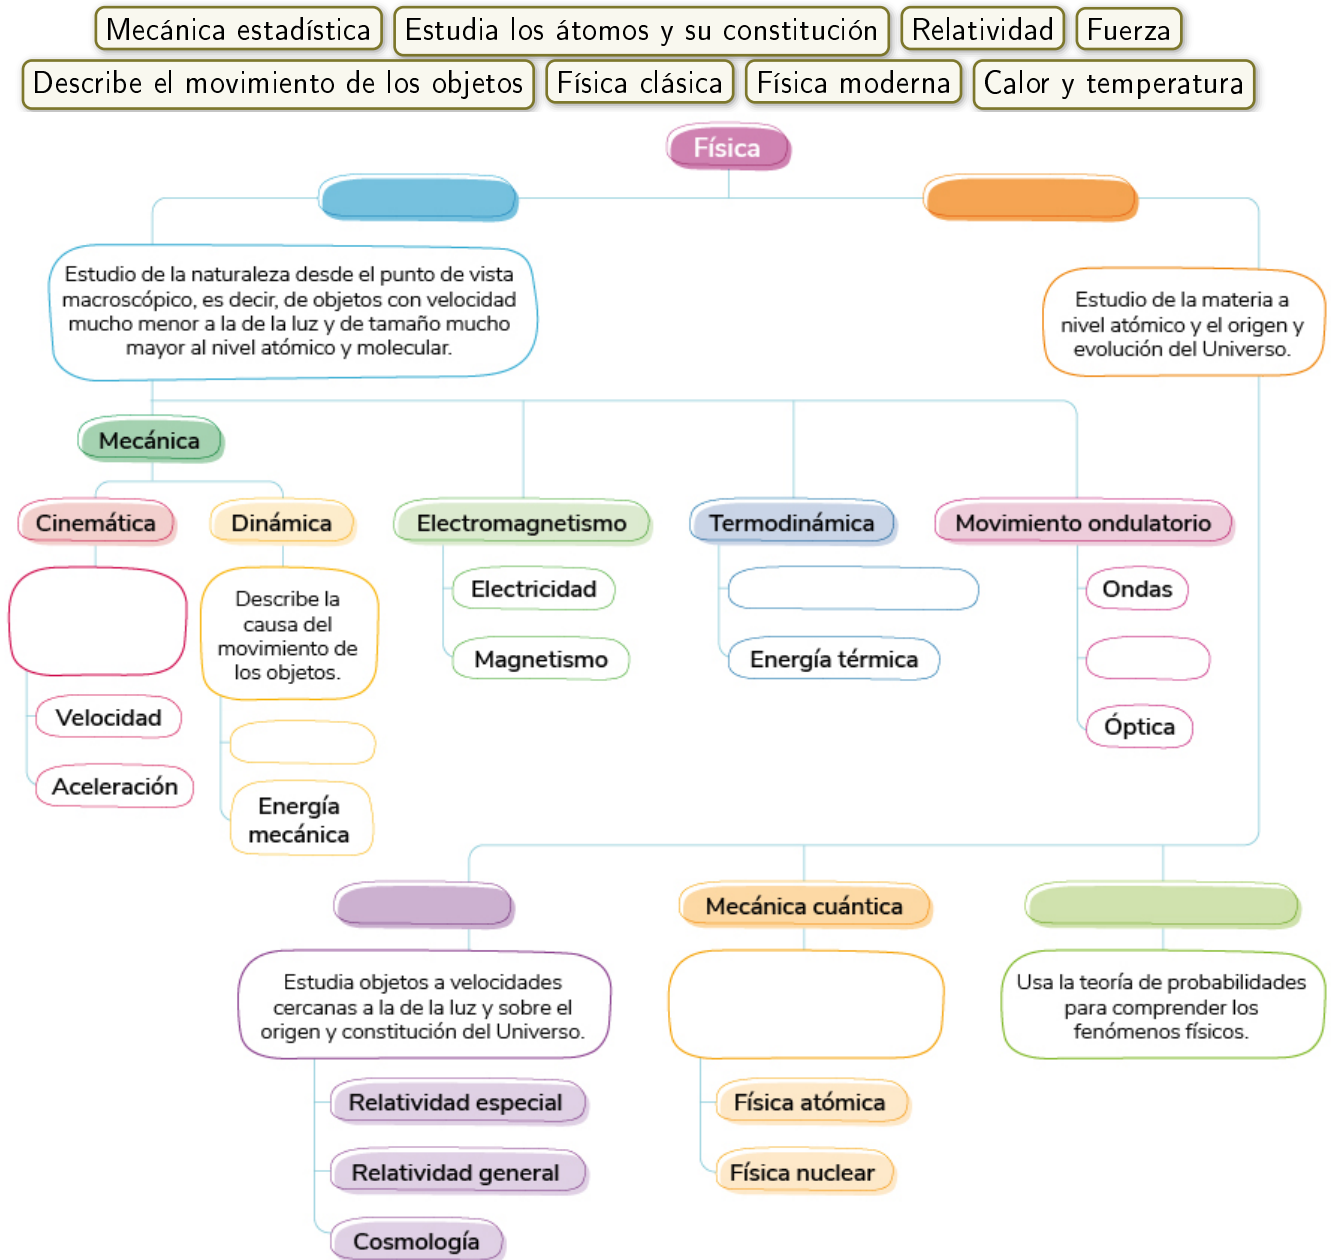 Mecánica estadística Estudia los átomos y su constitución Relatividad Fuerza
Describe el movimiento de los objetos Física clásica Física moderna Calor y temperatura
Física
Estudio de la naturaleza desde el punto de vista
macroscópico, es decir, de objetos con velocidad
mucho menor a la de la luz y de tamaño mucho
mayor al nivel atómico y molecular.
Estudio de la materia a
nivel atómico y el origen y
evolución del Universo.
Mecánica
Cinemática
Dinámica
Electromagnetismo
Termodinámica
Movimiento ondulatorio
Describe la
causa del
movimiento de
los objetos.
Electricidad
Magnetismo
Energía térmica
Ondas
Óptica
Velocidad
Aceleración
Energía
mecánica
Mecánica cuántica
Estudia objetos a velocidades
cercanas a la de la luz y sobre el
origen y constitución del Universo.
Usa la teoría de probabilidades
para comprender los
fenómenos físicos.
Relatividad especial
Relatividad general
Cosmología
Física atómica
Física nuclear